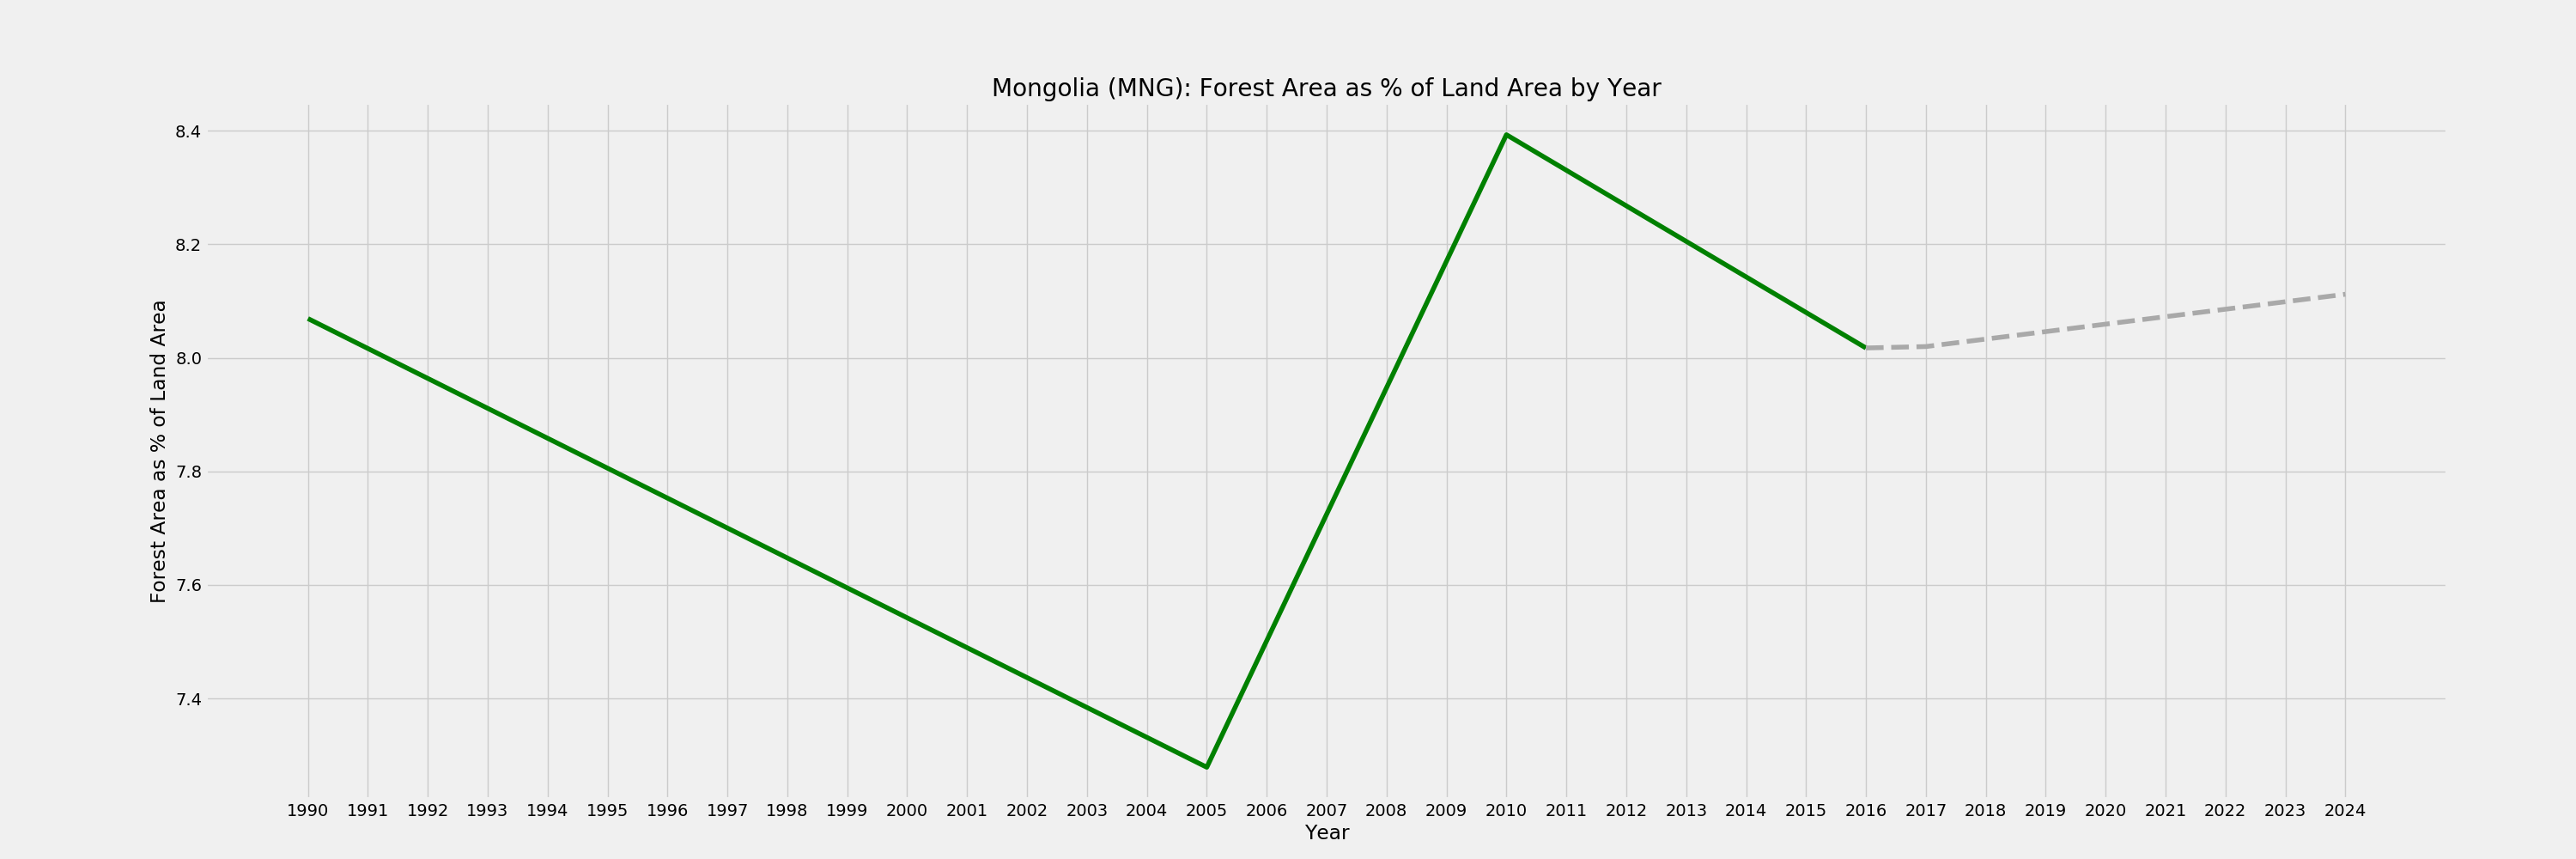 Mongolia (MNG): Forest Area as % of Land Area by Year
Forest Area as % of Land Area
8.4
8.2
8.0
7.8
7.6
7.4
1990 1991 1992 1993 1994 1995 1996 1997 1998 1999 2000 2001 2002 2003 2004 2005 2006 2007 2008 2009 2010 2011 2012 2013 2014 2015 2016 2017 2018 2019 2020 2021 2022 2023 2024
Year